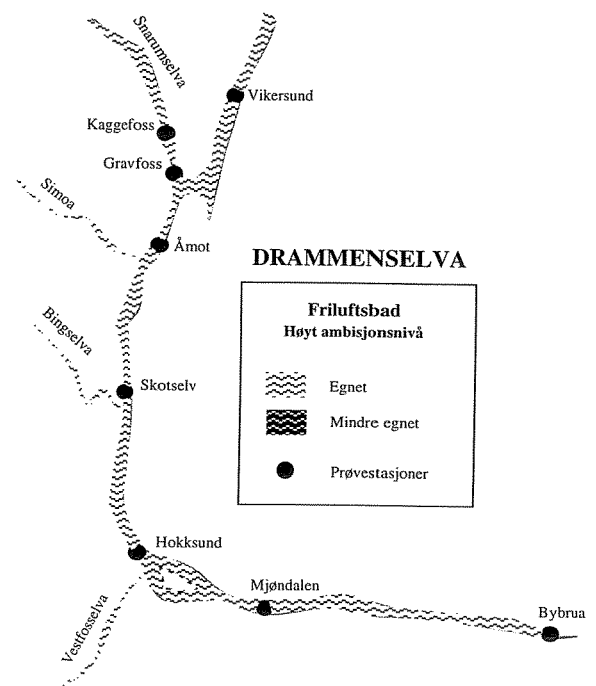 Snarumselva
Vikersund
Kaggefoss
Gravfoss
Simoa
Åmot
DRAMMENSELVA
Friluftsbad
Høyt ambisjonsnivå
Egnet
Mindre egnet
Prøvestasjoner
Bingselva
Skotselv
Hokksund
Mjøndalen
Bybrua
Vestfosselva